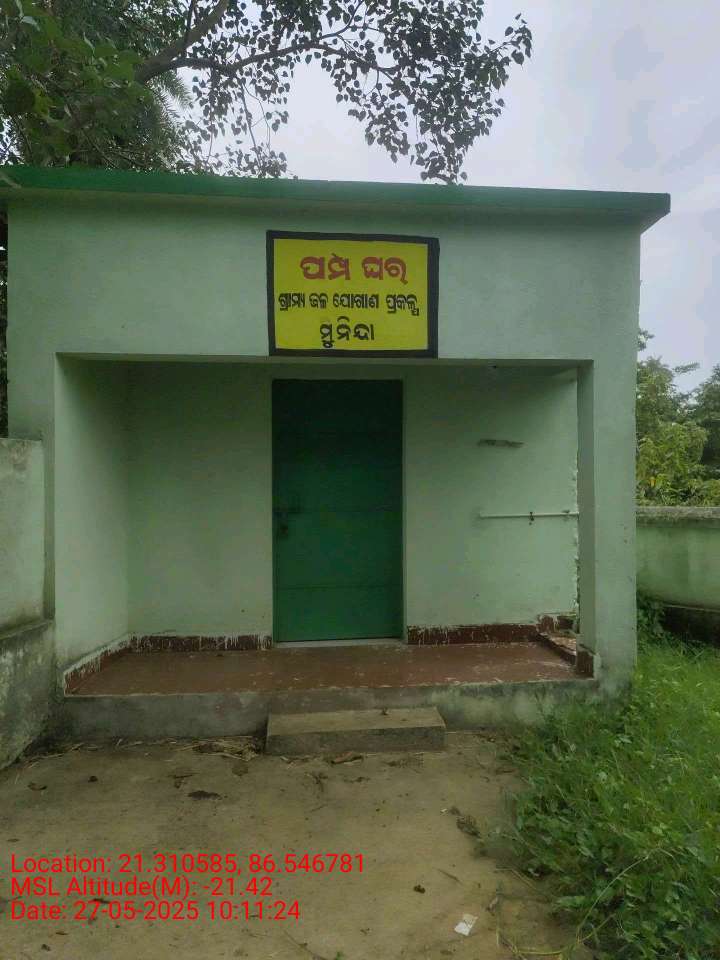 ପମ୍ପ ଘର
ଗ୍ରାମ୍ୟ ଜଳ ଯୋଗାଣ ପ୍ରକଳ୍ପ
ମୁନିନ୍ଦା
Location: 21.310585, 86.546781
MSL Altitude(M): -21.42
Date: 27-05-2025 10:11:24